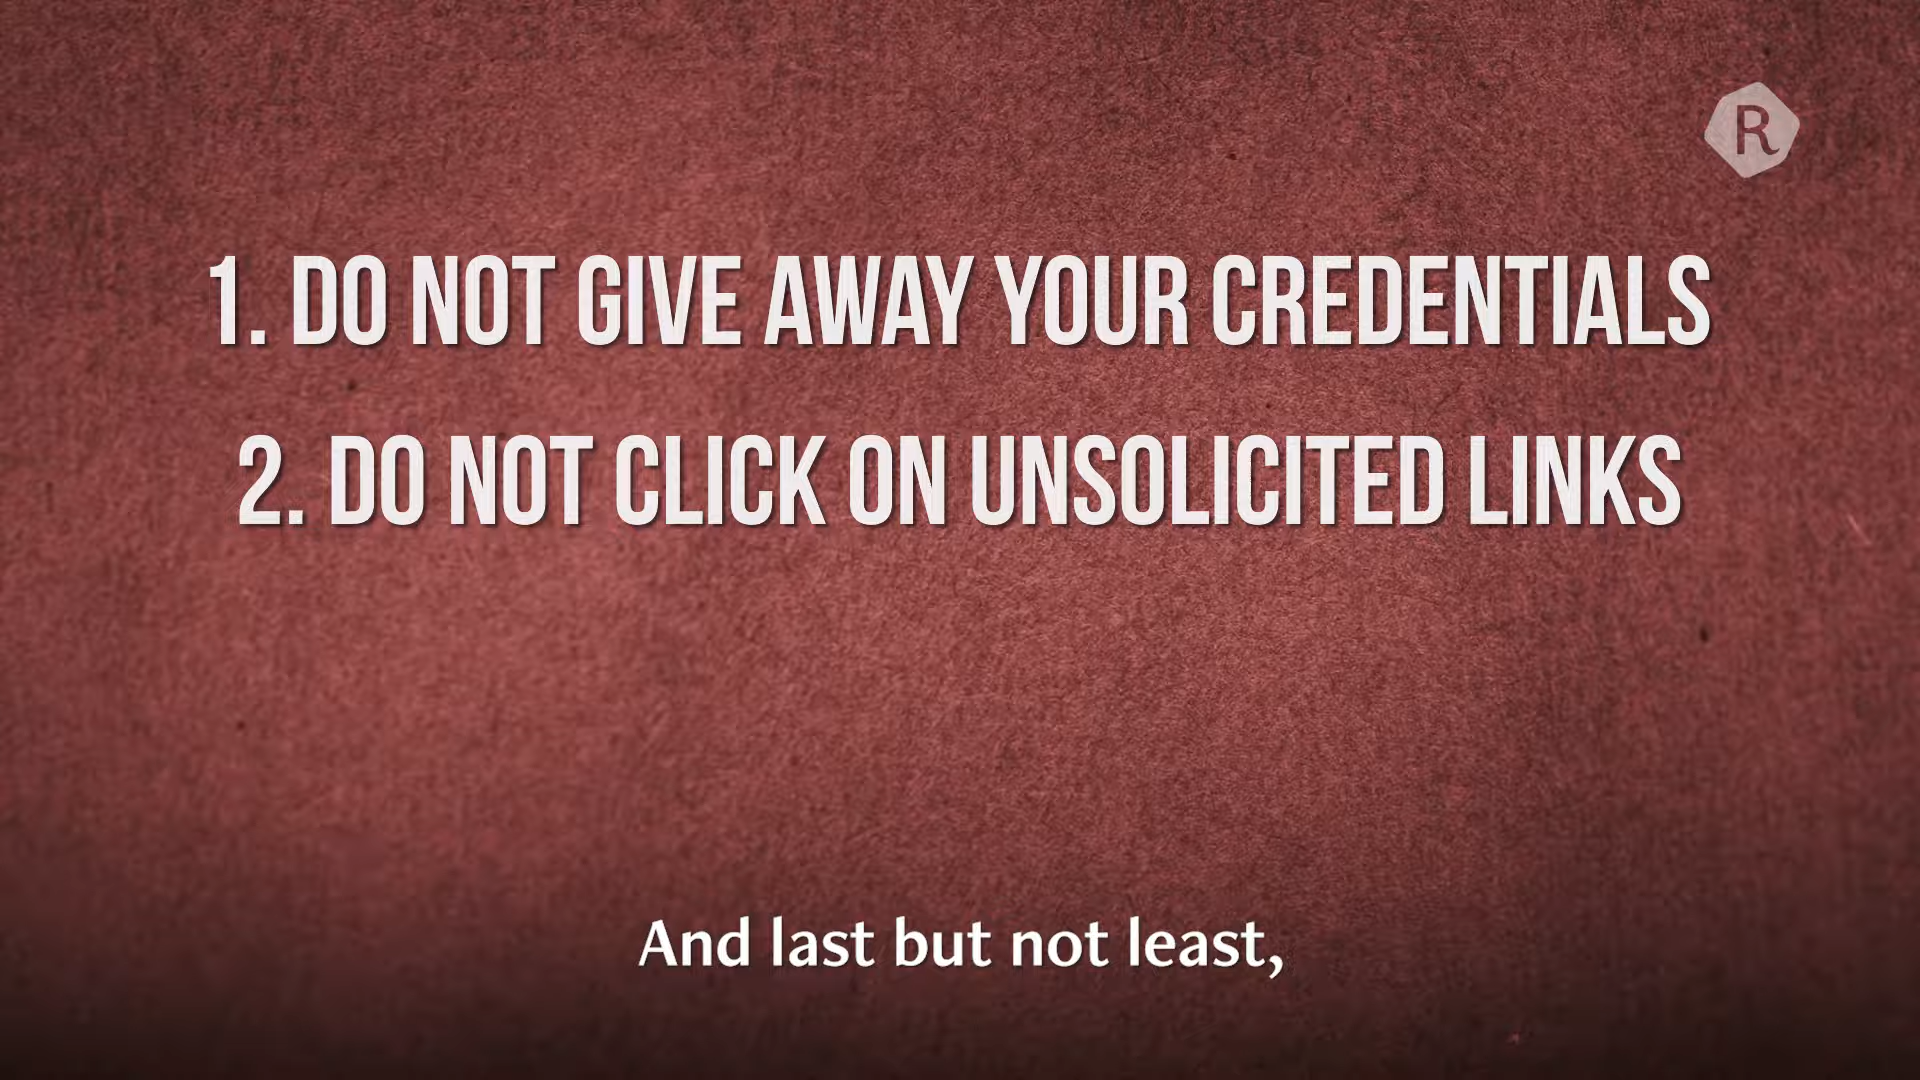 R
1. DO NOT GIVE AWAY YOUR CREDENTIALS
2. DO NOT CLICK ON UNSOLICITED LINKS
And last but not least,